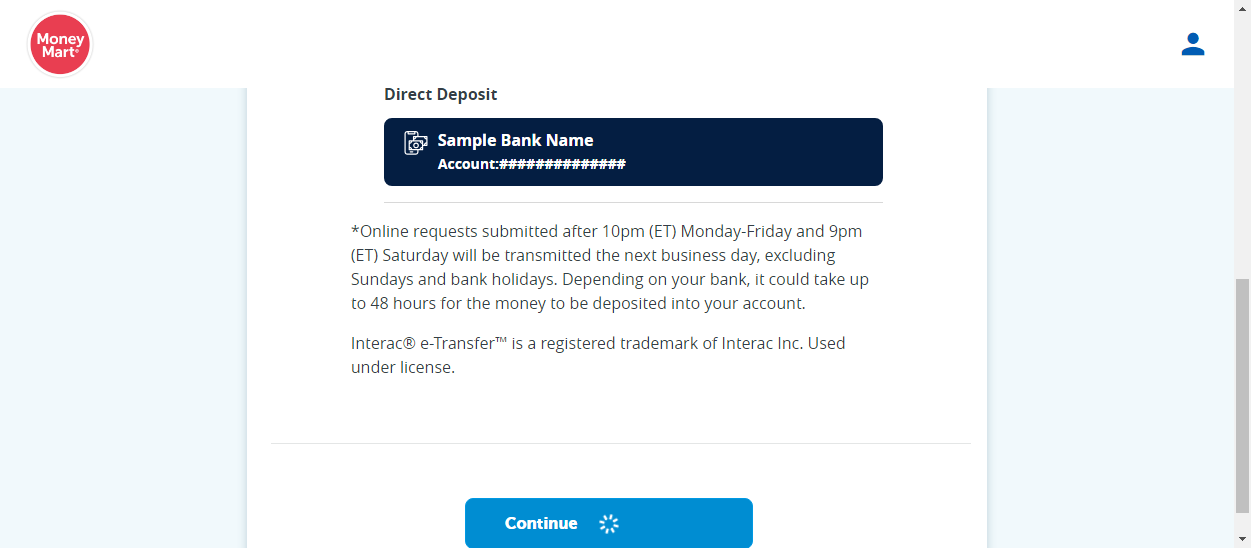 Money
Mart®
Direct Deposit
Sample Bank Name
Account:##############
*Online requests submitted after 10pm (ET) Monday-Friday and 9pm
(ET) Saturday will be transmitted the next business day, excluding
Sundays and bank holidays. Depending on your bank, it could take up
to 48 hours for the money to be deposited into your account.
Interac® e-Transfer™ is a registered trademark of Interac Inc. Used
under license.
Continue